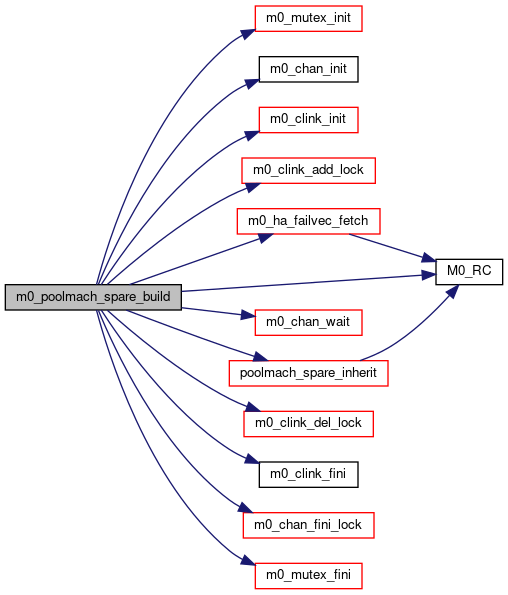 m0_mutex_init
m0_chan_init
m0_clink_init
m0_clink_add_lock
m0_ha_failvec_fetch
M0_RC
m0_poolmach_spare_build
m0_chan_wait
poolmach_spare_inherit
m0_clink_del_lock
m0_clink_fini
m0_chan_fini_lock
m0_mutex_fini